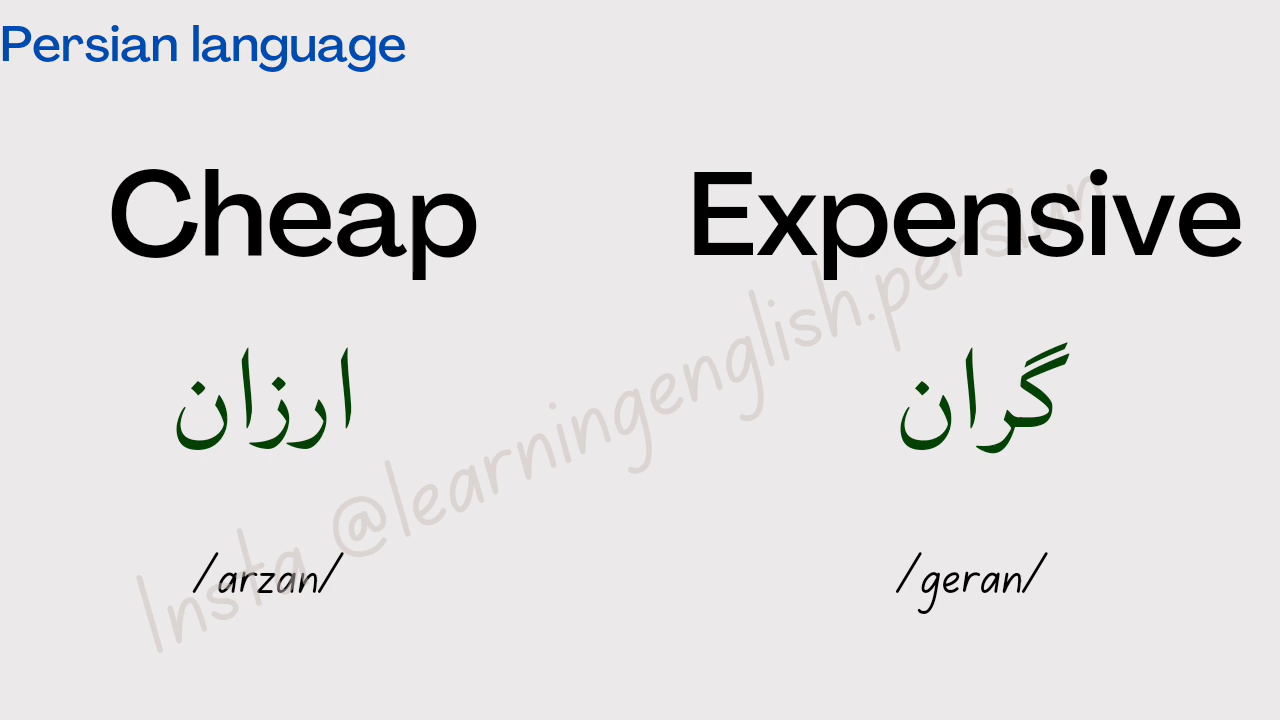 Persian language
Cheap Expensive
ارزان گران
/arzan/ /geran/
Insta @learningenglish.persian